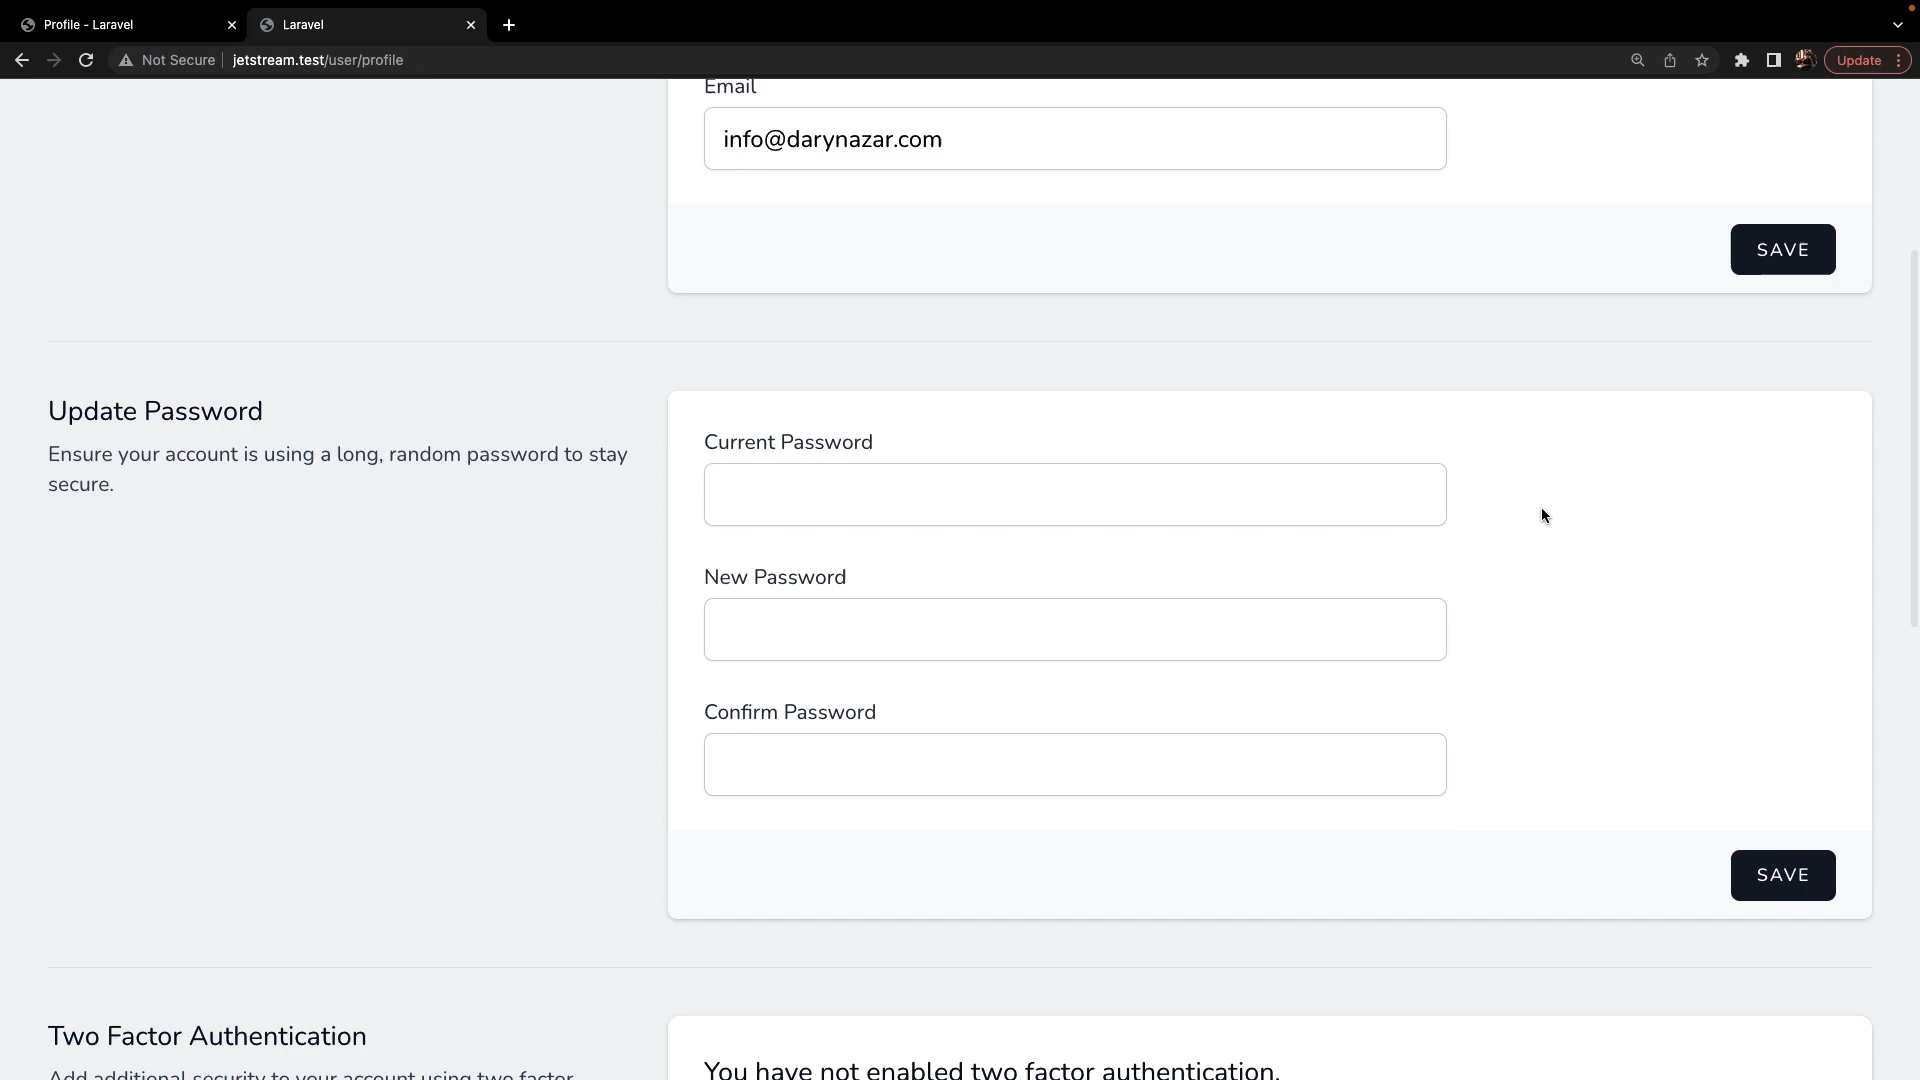 Profile - Laravel
Laravel
Not Secure
jetstream.test/user/profile
Update
Email
info@darynazar.com
SAVE
Update Password
Ensure your account is using a long, random password to stay
secure.
Current Password
New Password
Confirm Password
SAVE
Two Factor Authentication
Add additional security to your account using two factor
You have not enabled two factor authentication.